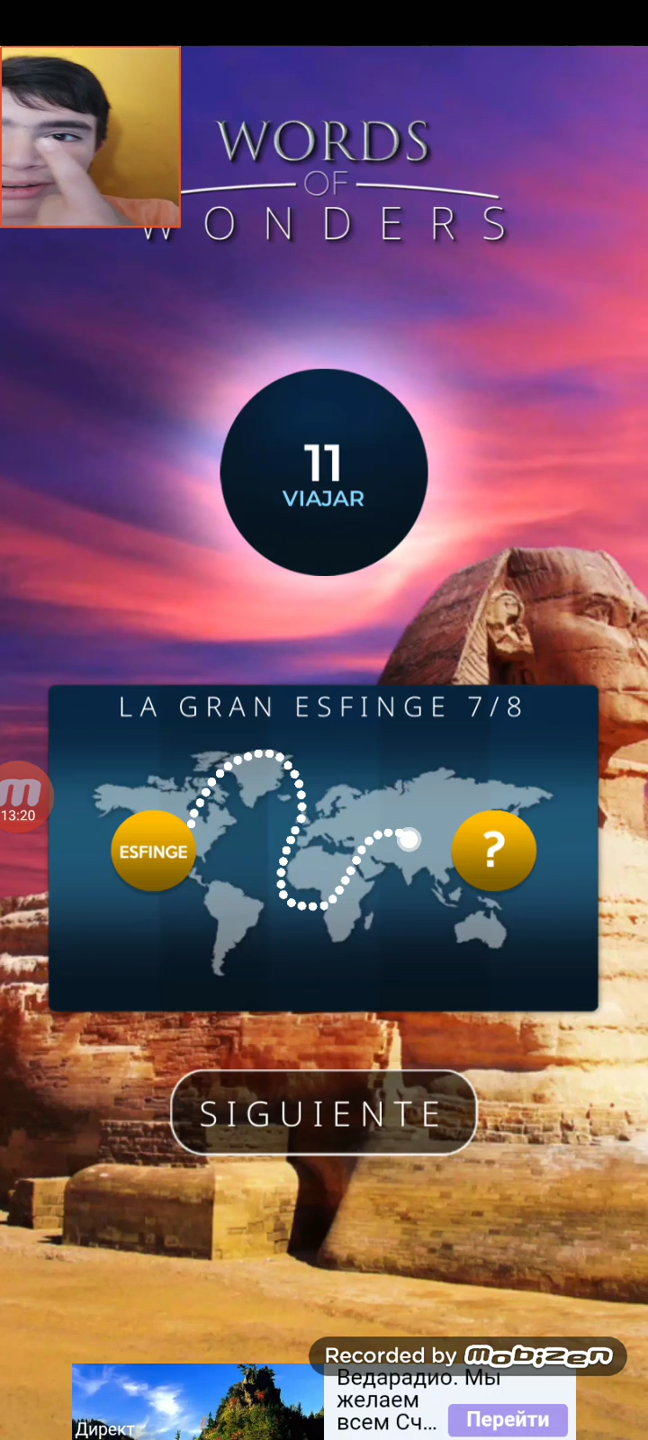 WORDS
OF
WONDERS
11
VIAJAR
LA GRAN ESFINGE 7/8
ESFINGE
?
13:20
SIGUIENTE
Recorded by mobizen
Ведарадио. Мы
желаем
всем Сч...
Перейти
Директ